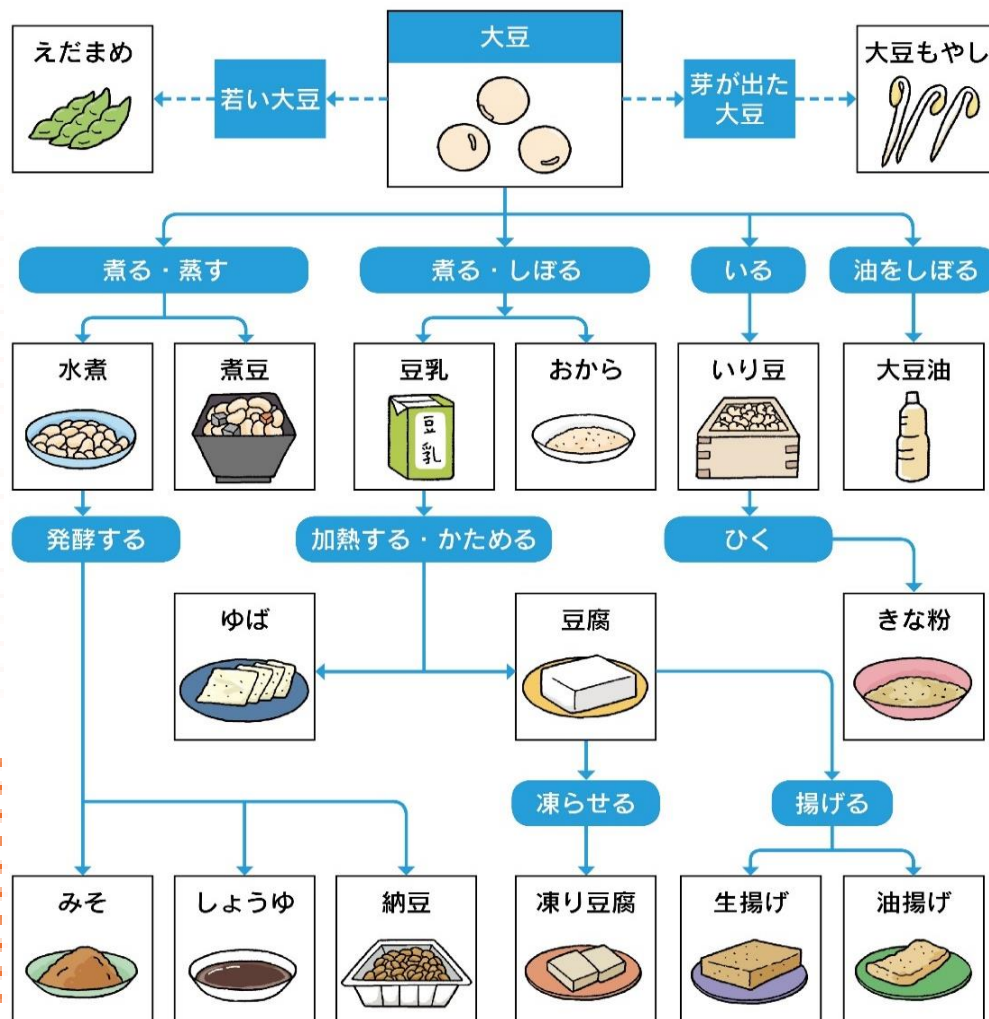 大豆
えだまめ
若い大豆
芽が出た
大豆
大豆もやし
煮る・蒸す
煮る・しぼる
いる
油をしぼる
水煮
煮豆
豆乳
豆乳
おから
いり豆
大豆油
発酵する
加熱する・かためる
ひく
ゆば
豆腐
きな粉
凍らせる
揚げる
みそ
しょうゆ
納豆
凍り豆腐
生揚げ
油揚げ